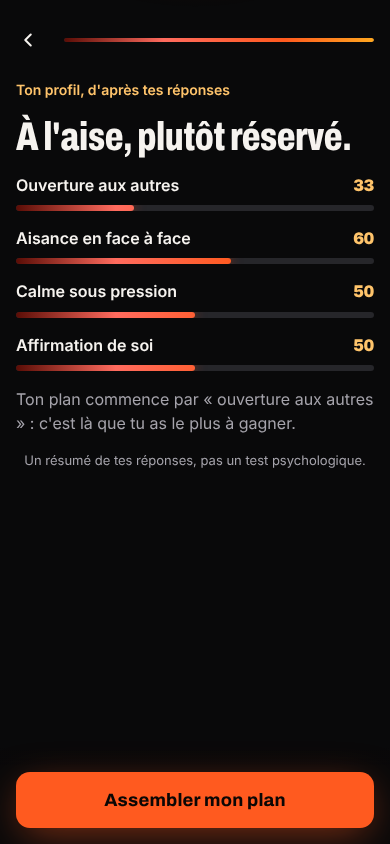 Ton profil, d'après tes réponses
À l'aise, plutôt réservé.
Ouverture aux autres 33
Aisance en face à face 60
Calme sous pression 50
Affirmation de soi 50
Ton plan commence par « ouverture aux autres
» : c'est là que tu as le plus à gagner.
Un résumé de tes réponses, pas un test psychologique.
Assembler mon plan